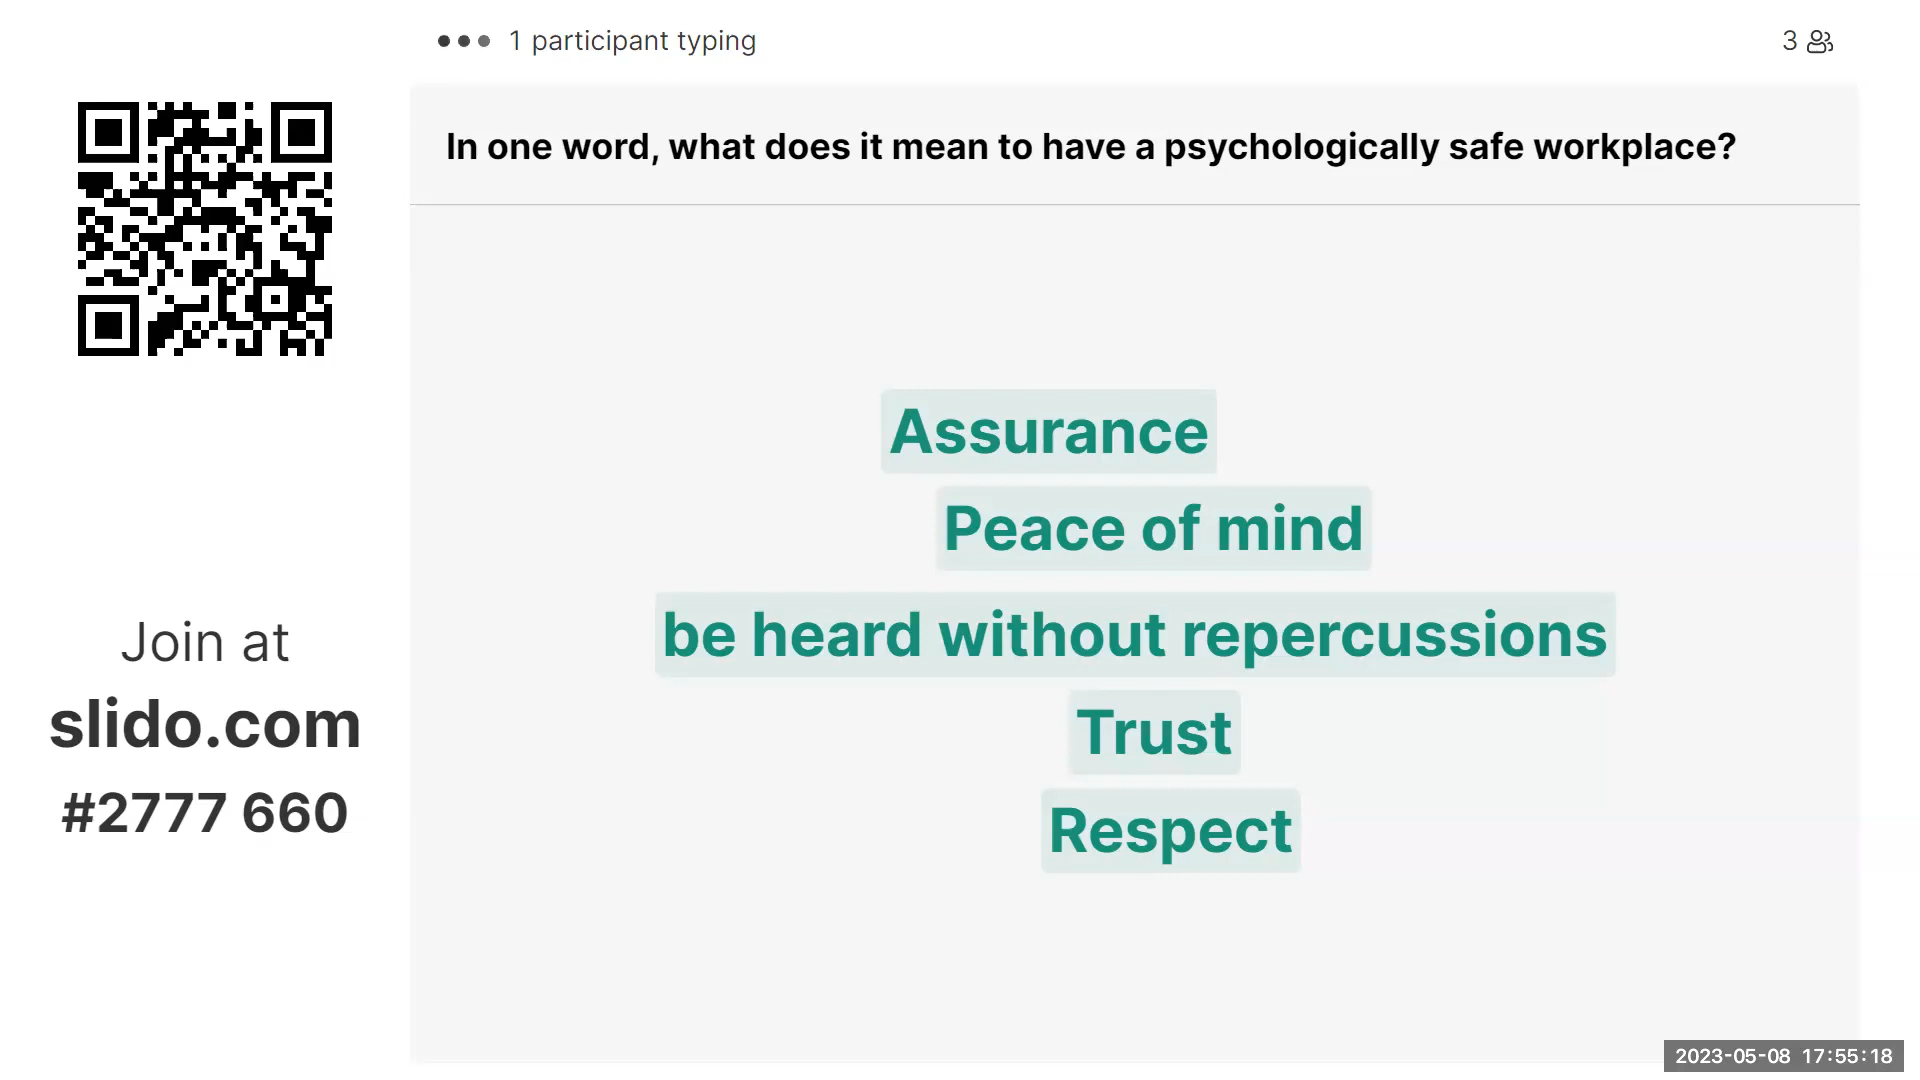 1 participant typing
3
In one word, what does it mean to have a psychologically safe workplace?
Assurance
Peace of mind
be heard without repercussions
Trust
Respect
Join at
slido.com
#2777 660
2023-05-08 17:55:18